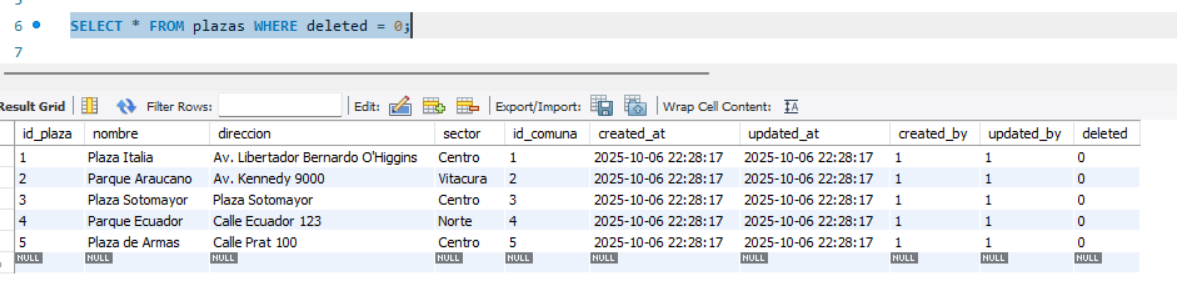 6 SELECT * FROM plazas WHERE deleted = 0;
7
Result Grid Filter Rows: Edit: Export/Import: Wrap Cell Content:
id_plaza nombre direccion sector id_comuna created_at updated_at created_by updated_by deleted
1 Plaza Italia Av. Libertador Bernardo O'Higgins Centro 1 2025-10-06 22:28:17 2025-10-06 22:28:17 1 1 0
2 Parque Araucano Av. Kennedy 9000 Vitacura 2 2025-10-06 22:28:17 2025-10-06 22:28:17 1 1 0
3 Plaza Sotomayor Plaza Sotomayor Centro 3 2025-10-06 22:28:17 2025-10-06 22:28:17 1 1 0
4 Parque Ecuador Calle Ecuador 123 Norte 4 2025-10-06 22:28:17 2025-10-06 22:28:17 1 1 0
5 Plaza de Armas Calle Prat 100 Centro 5 2025-10-06 22:28:17 2025-10-06 22:28:17 1 1 0
NULL NULL NULL NULL NULL NULL NULL NULL NULL NULL